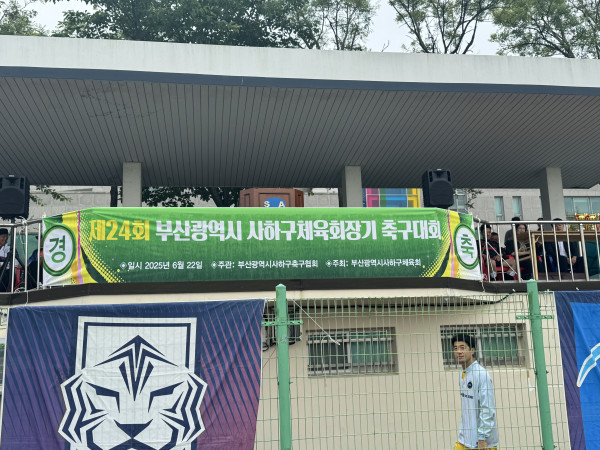 S A
경 제24회 부산광역시 사하구체육회장기 축구대회 축
●일시 2025년 6월 22일 ●주관: 부산광역시사하구축구협회 ●주최: 부산광역시사하구체육회